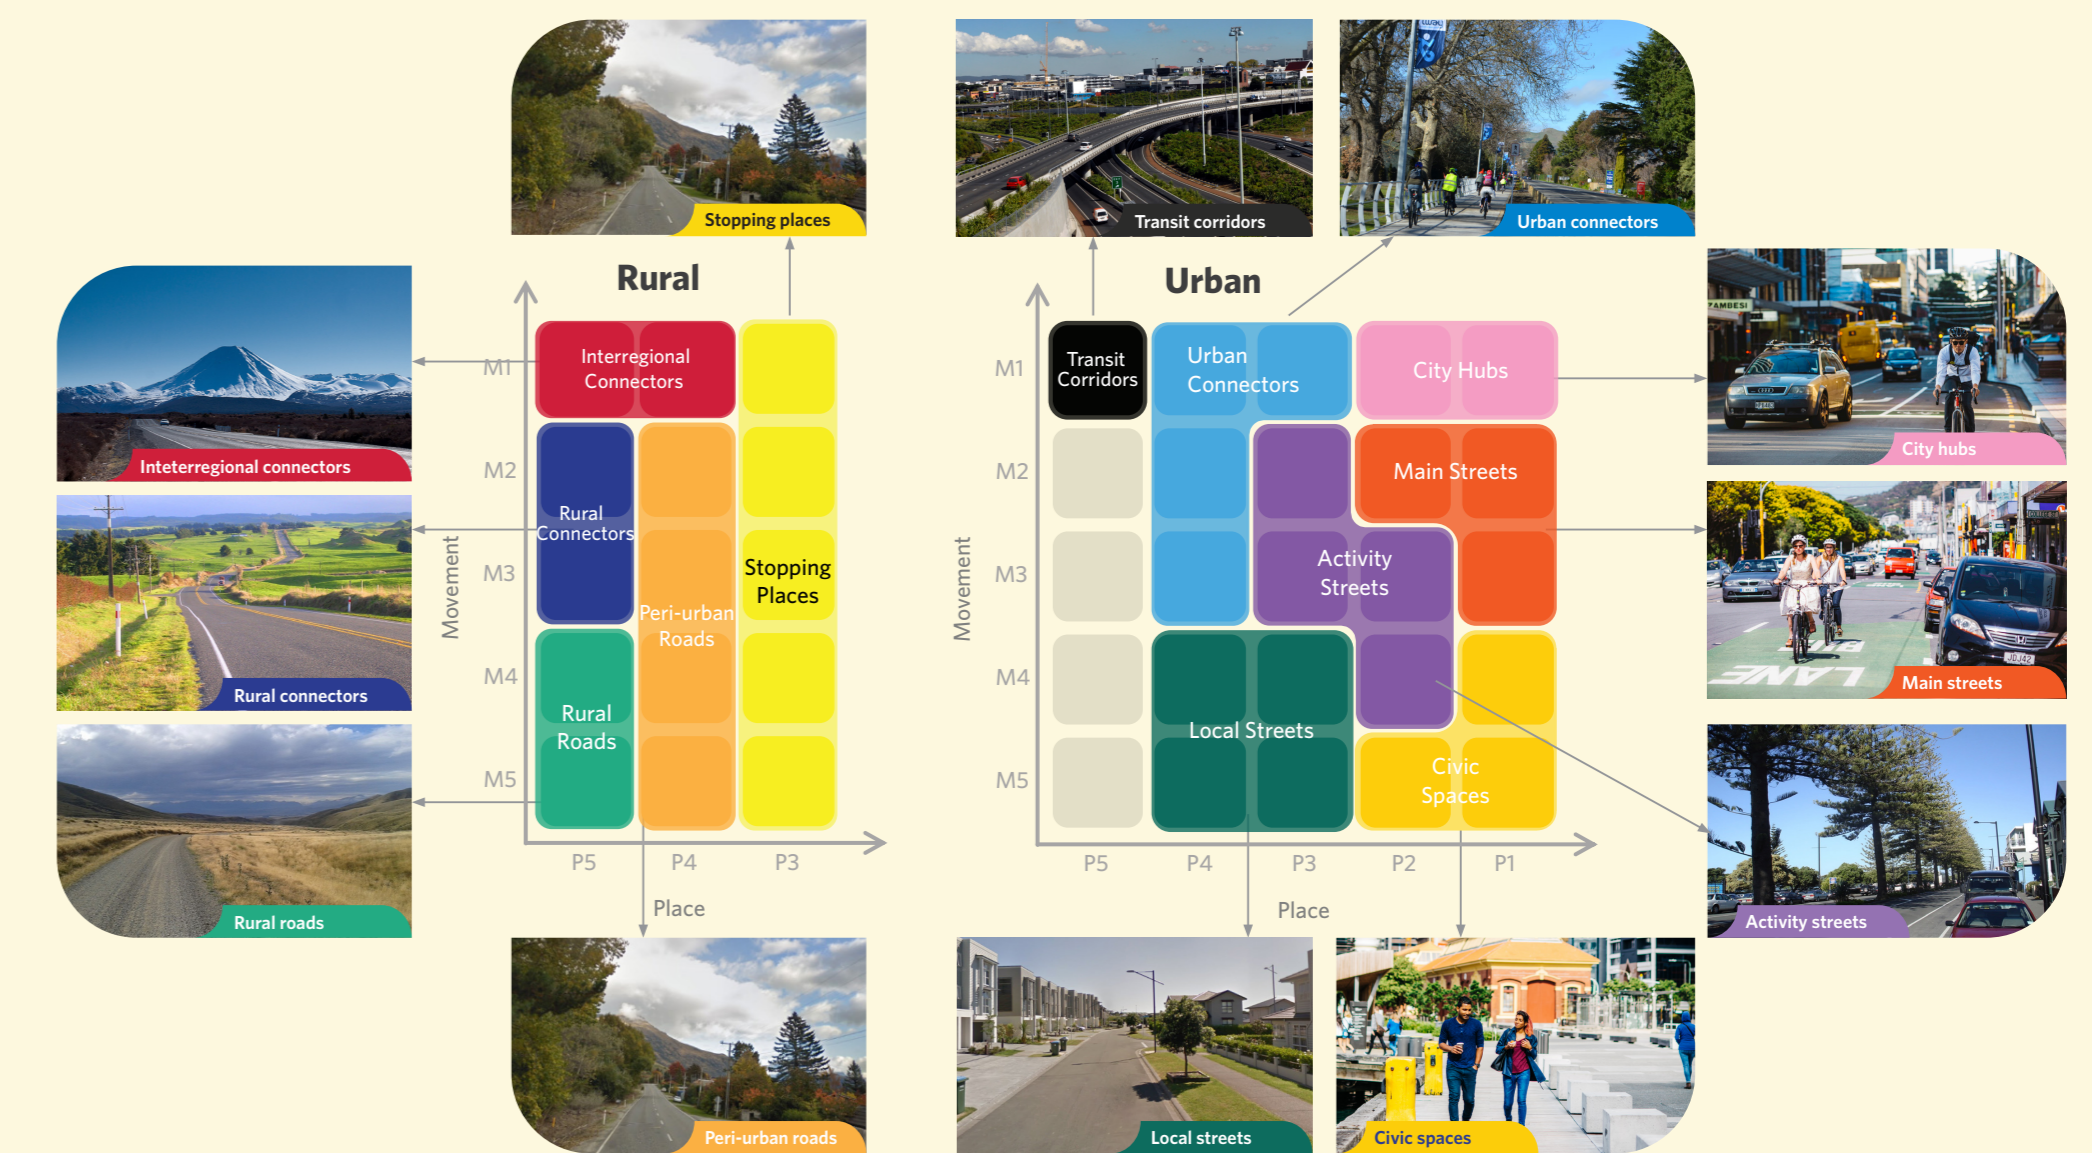 Stopping places
Transit corridors
Urban connectors
Rural
Urban
ZAMBESI
Inteterregional connectors
City hubs
Rural connectors
Main streets
LANE
JDJ42
Rural roads
Activity streets
Movement
M1
M2
M3
M4
M5
Interregional
Connectors
Rural
Connectors
Peri-urban
Roads
Stopping
Places
Rural
Roads
P5
P4
P3
Place
Movement
M1
M2
M3
M4
M5
Transit
Corridors
Urban
Connectors
City Hubs
Main Streets
Activity
Streets
Local Streets
Civic
Spaces
P5
P4
P3
P2
P1
Place
Peri-urban roads
Local streets
Civic spaces